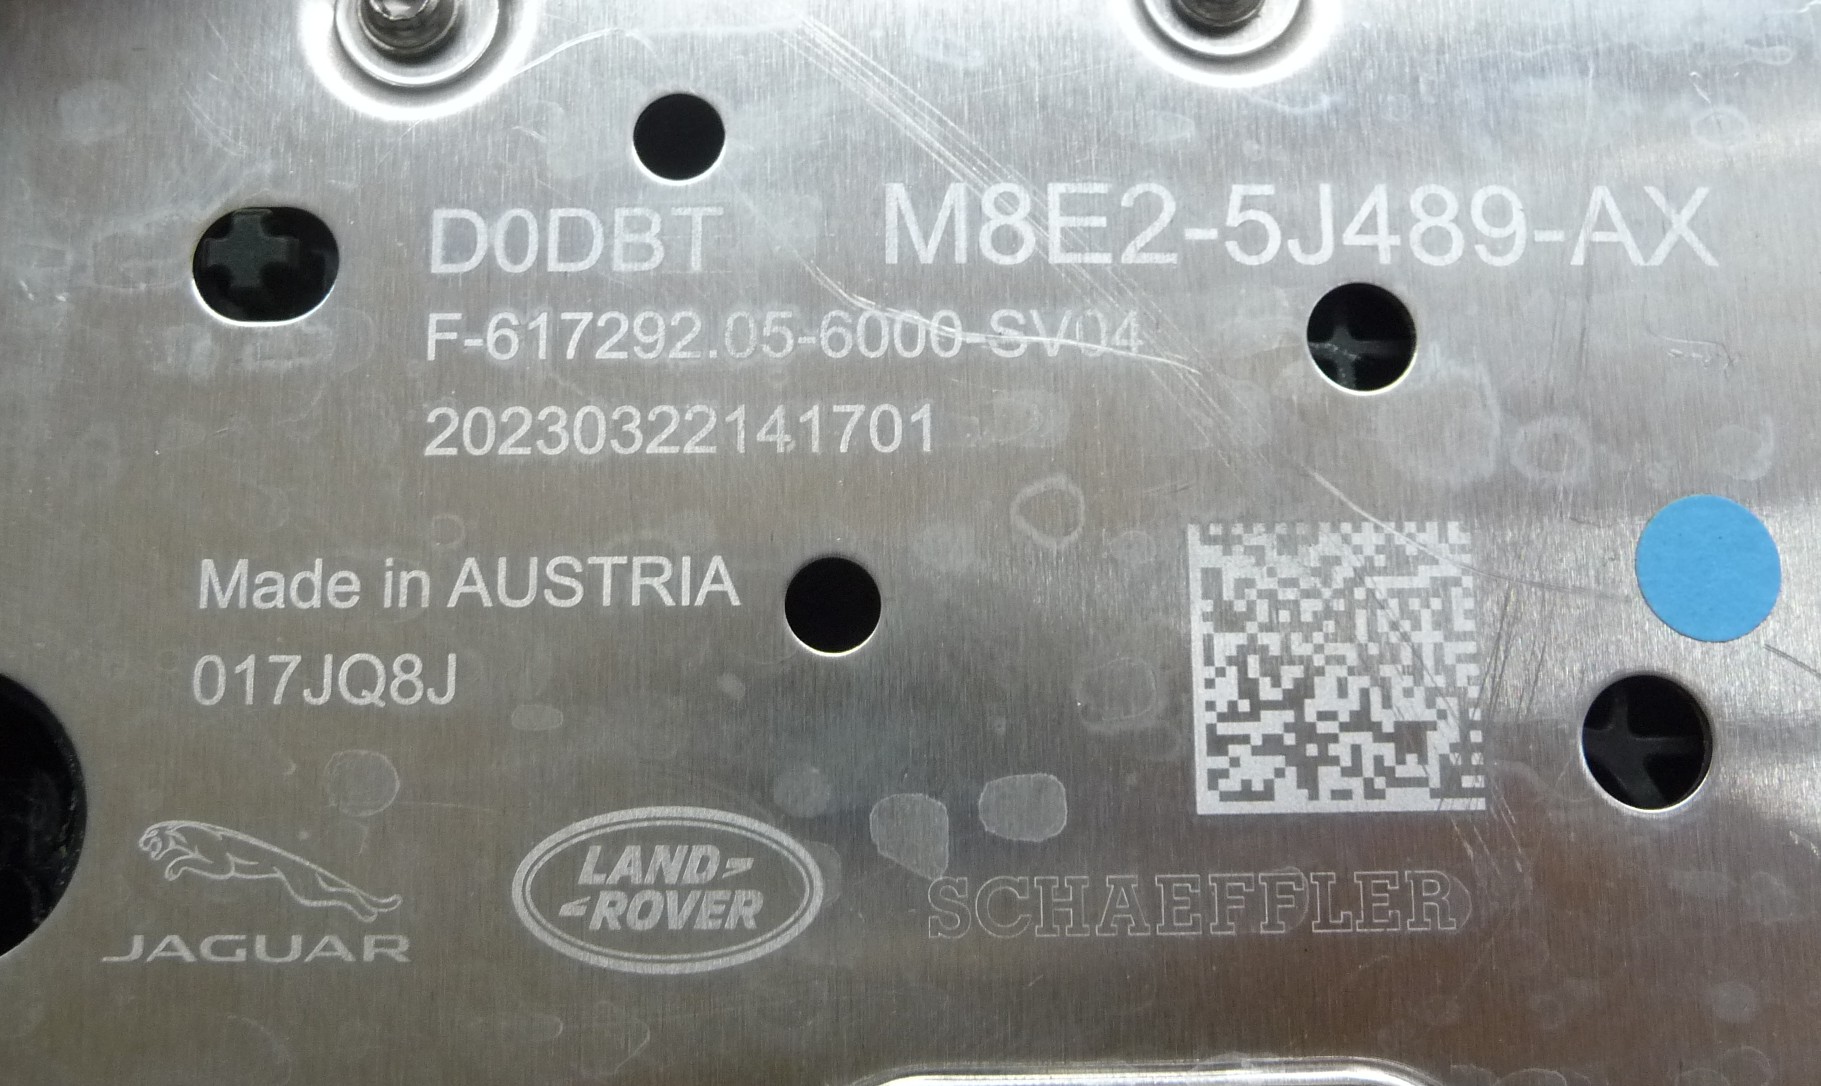 D0DBT M8E2-5J489-AX
F-617292.05-6000-SV04
20230322141701
Made in AUSTRIA
017JQ8J
JAGUAR
LAND-
-ROVER
SCHAEFFLER